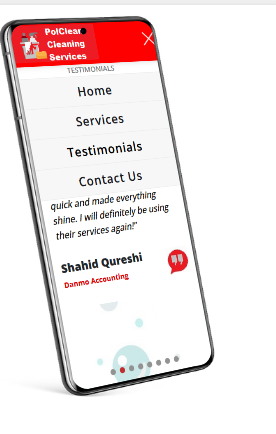 PolClean
Cleaning
Services
TESTIMONIALS
Home
Services
Testimonials
Contact Us
quick and made everything
shine. I will definitely be using
their services again!"
Shahid Qureshi
Danmo Accounting